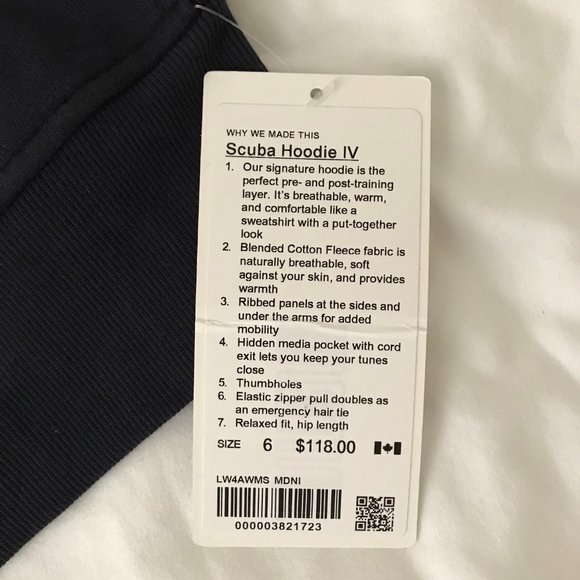 WHY WE MADE THIS
Scuba Hoodie IV
1. Our signature hoodie is the
perfect pre- and post-training
layer. It's breathable, warm,
and comfortable like a
sweatshirt with a put-together
look
2. Blended Cotton Fleece fabric is
naturally breathable, soft
against your skin, and provides
warmth
3. Ribbed panels at the sides and
under the arms for added
mobility
4. Hidden media pocket with cord
exit lets you keep your tunes
close
5. Thumbholes
6. Elastic zipper pull doubles as
an emergency hair tie
7. Relaxed fit, hip length
SIZE 6 $118.00
LW4AWMS MDNI
000003821723